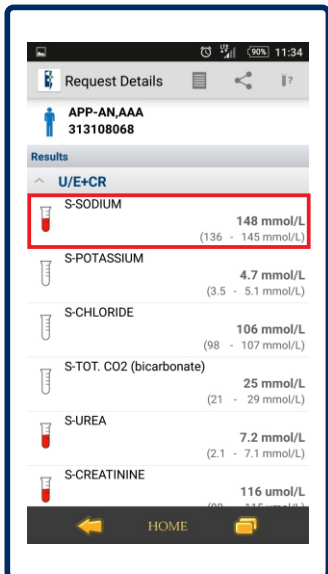 90% 11:34
Request Details
APP-AN,AAA
313108068
Results
U/E+CR
S-SODIUM
148 mmol/L
(136 - 145 mmol/L)
S-POTASSIUM
4.7 mmol/L
(3.5 - 5.1 mmol/L)
S-CHLORIDE
106 mmol/L
(98 - 107 mmol/L)
S-TOT. CO2 (bicarbonate)
25 mmol/L
(21 - 29 mmol/L)
S-UREA
7.2 mmol/L
(2.1 - 7.1 mmol/L)
S-CREATININE
116 umol/L
HOME